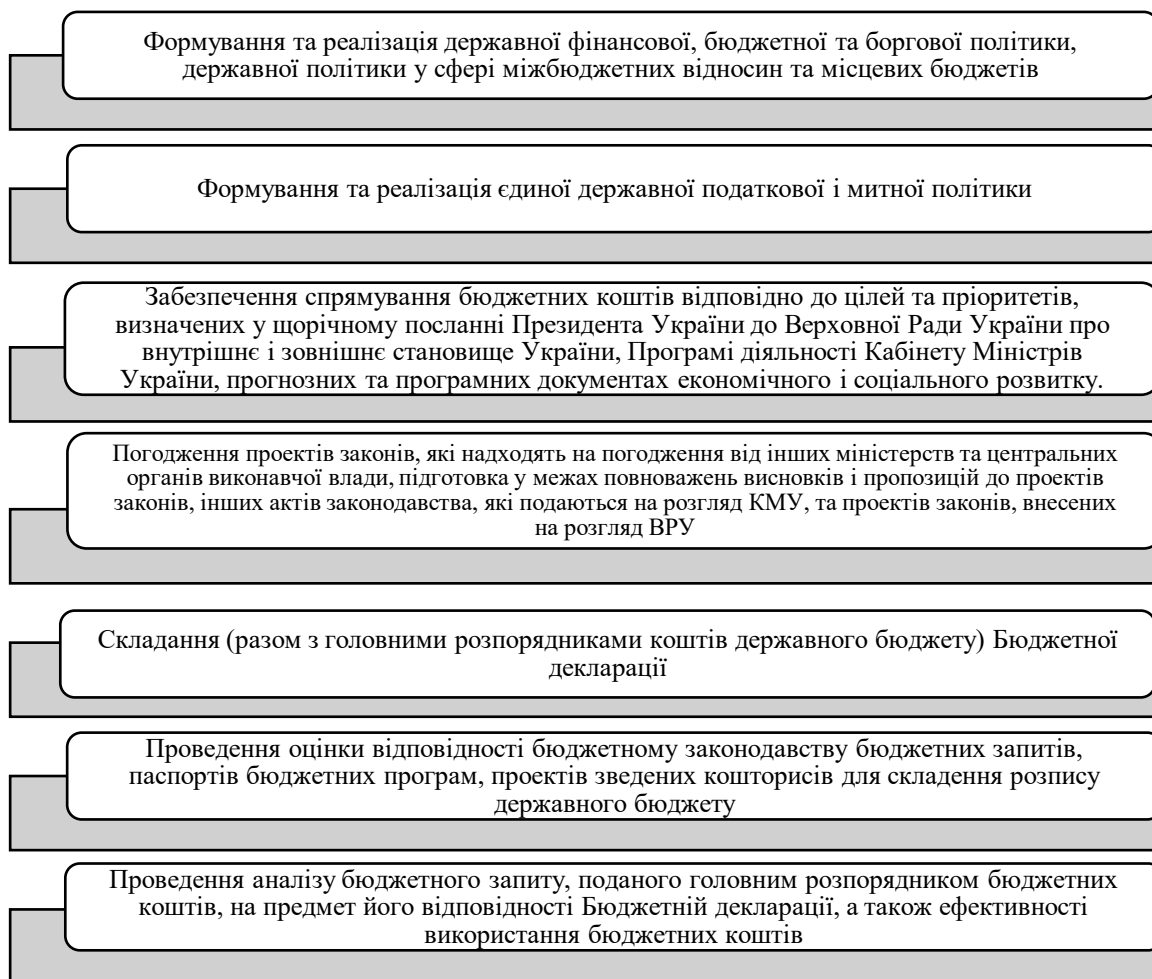 Формування та реалізація державної фінансової, бюджетної та боргової політики,
державної політики у сфері міжбюджетних відносин та місцевих бюджетів
Формування та реалізація єдиної державної податкової і митної політики
Забезпечення спрямування бюджетних коштів відповідно до цілей та пріоритетів,
визначених у щорічному посланні Президента України до Верховної Ради України про
внутрішнє і зовнішнє становище України, Програмі діяльності Кабінету Міністрів
України, прогнозних та програмних документах економічного і соціального розвитку.
Погодження проектів законів, які надходять на погодження від інших міністерств та центральних
органів виконавчої влади, підготовка у межах повноважень висновків і пропозицій до проектів
законів, інших актів законодавства, які подаються на розгляд КМУ, та проектів законів, внесених
на розгляд ВРУ
Складання (разом з головними розпорядниками коштів державного бюджету) Бюджетної
декларації
Проведення оцінки відповідності бюджетному законодавству бюджетних запитів,
паспортів бюджетних програм, проектів зведених кошторисів для складення розпису
державного бюджету
Проведення аналізу бюджетного запиту, поданого головним розпорядником бюджетних
коштів, на предмет його відповідності Бюджетній декларації, а також ефективності
використання бюджетних коштів